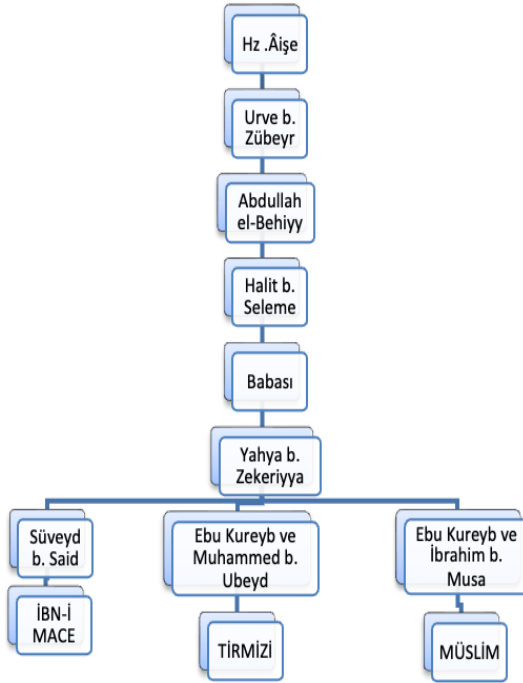 Hz .Âişe
Urve b.
Zübeyr
Abdullah
el-Behiyy
Halit b.
Seleme
Babası
Yahya b.
Zekeriyya
Süveyd
b. Said
İBN-İ
MACE
Ebu Kureyb ve
Muhammed b.
Ubeyd
TİRMİZİ
Ebu Kureyb ve
İbrahim b.
Musa
MÜSLİM